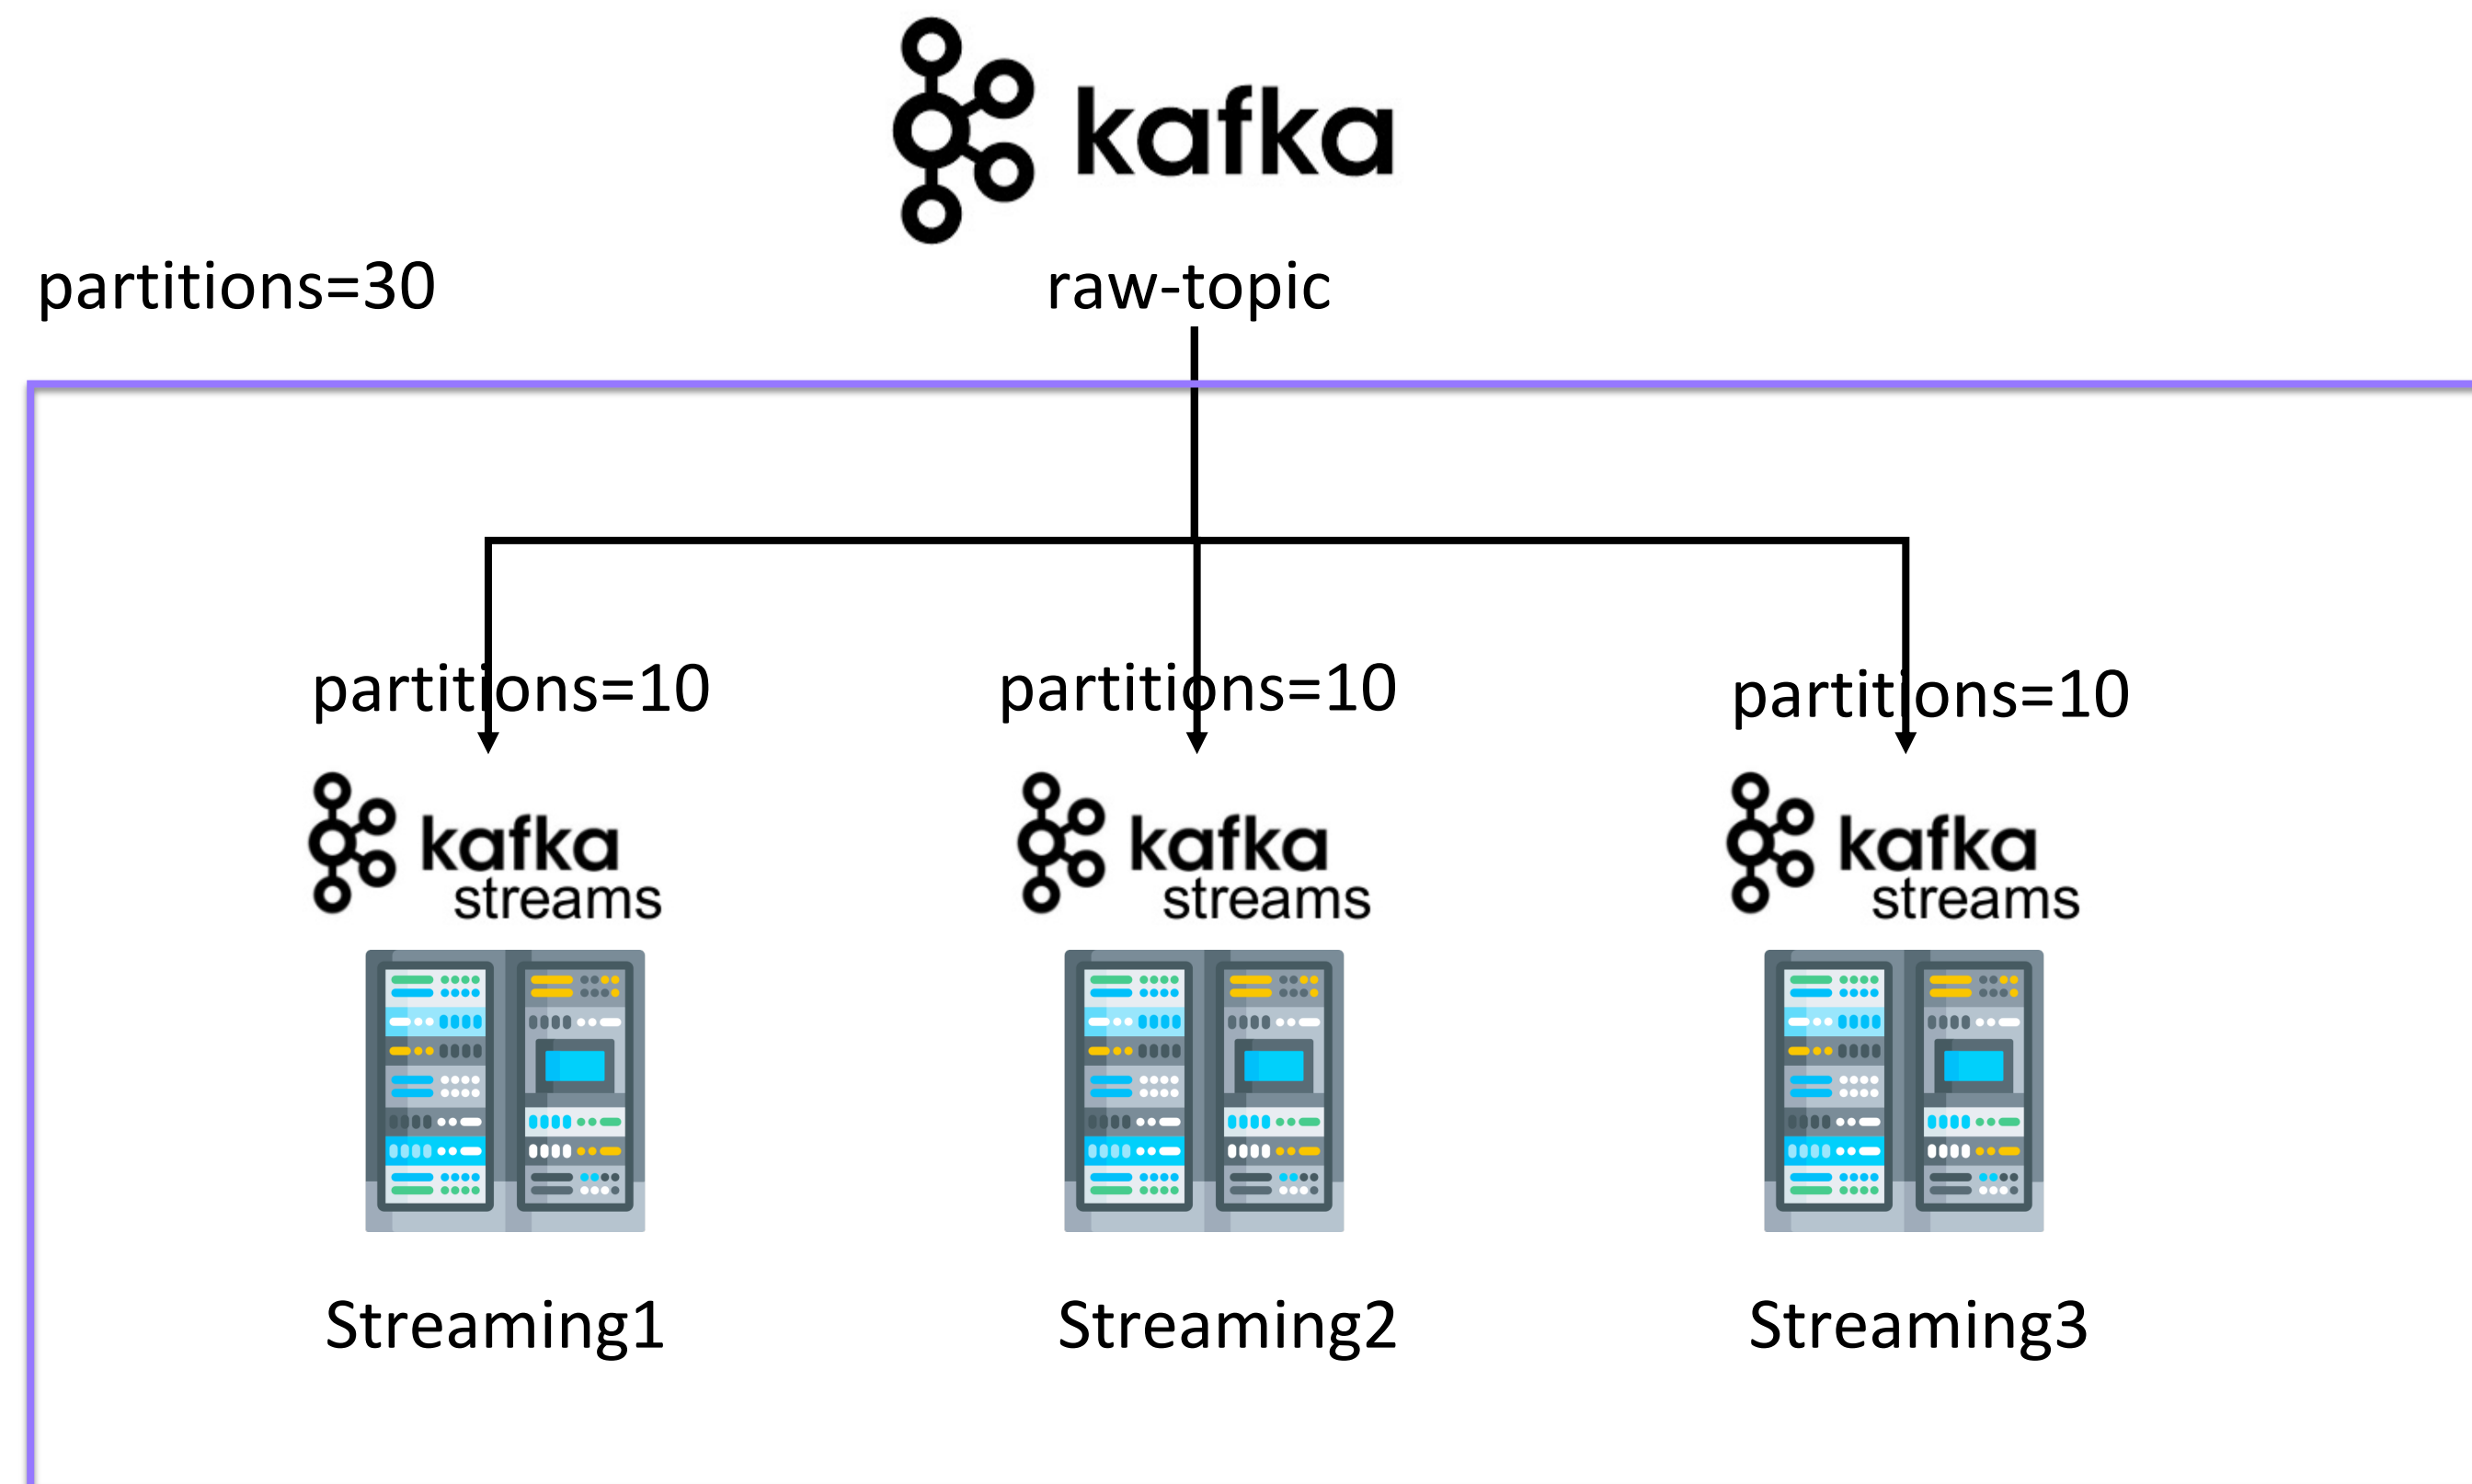 kafka
partitions=30
raw-topic
partitions=10
partitions=10
partitions=10
kafka
streams
kafka
streams
kafka
streams
Streaming1
Streaming2
Streaming3